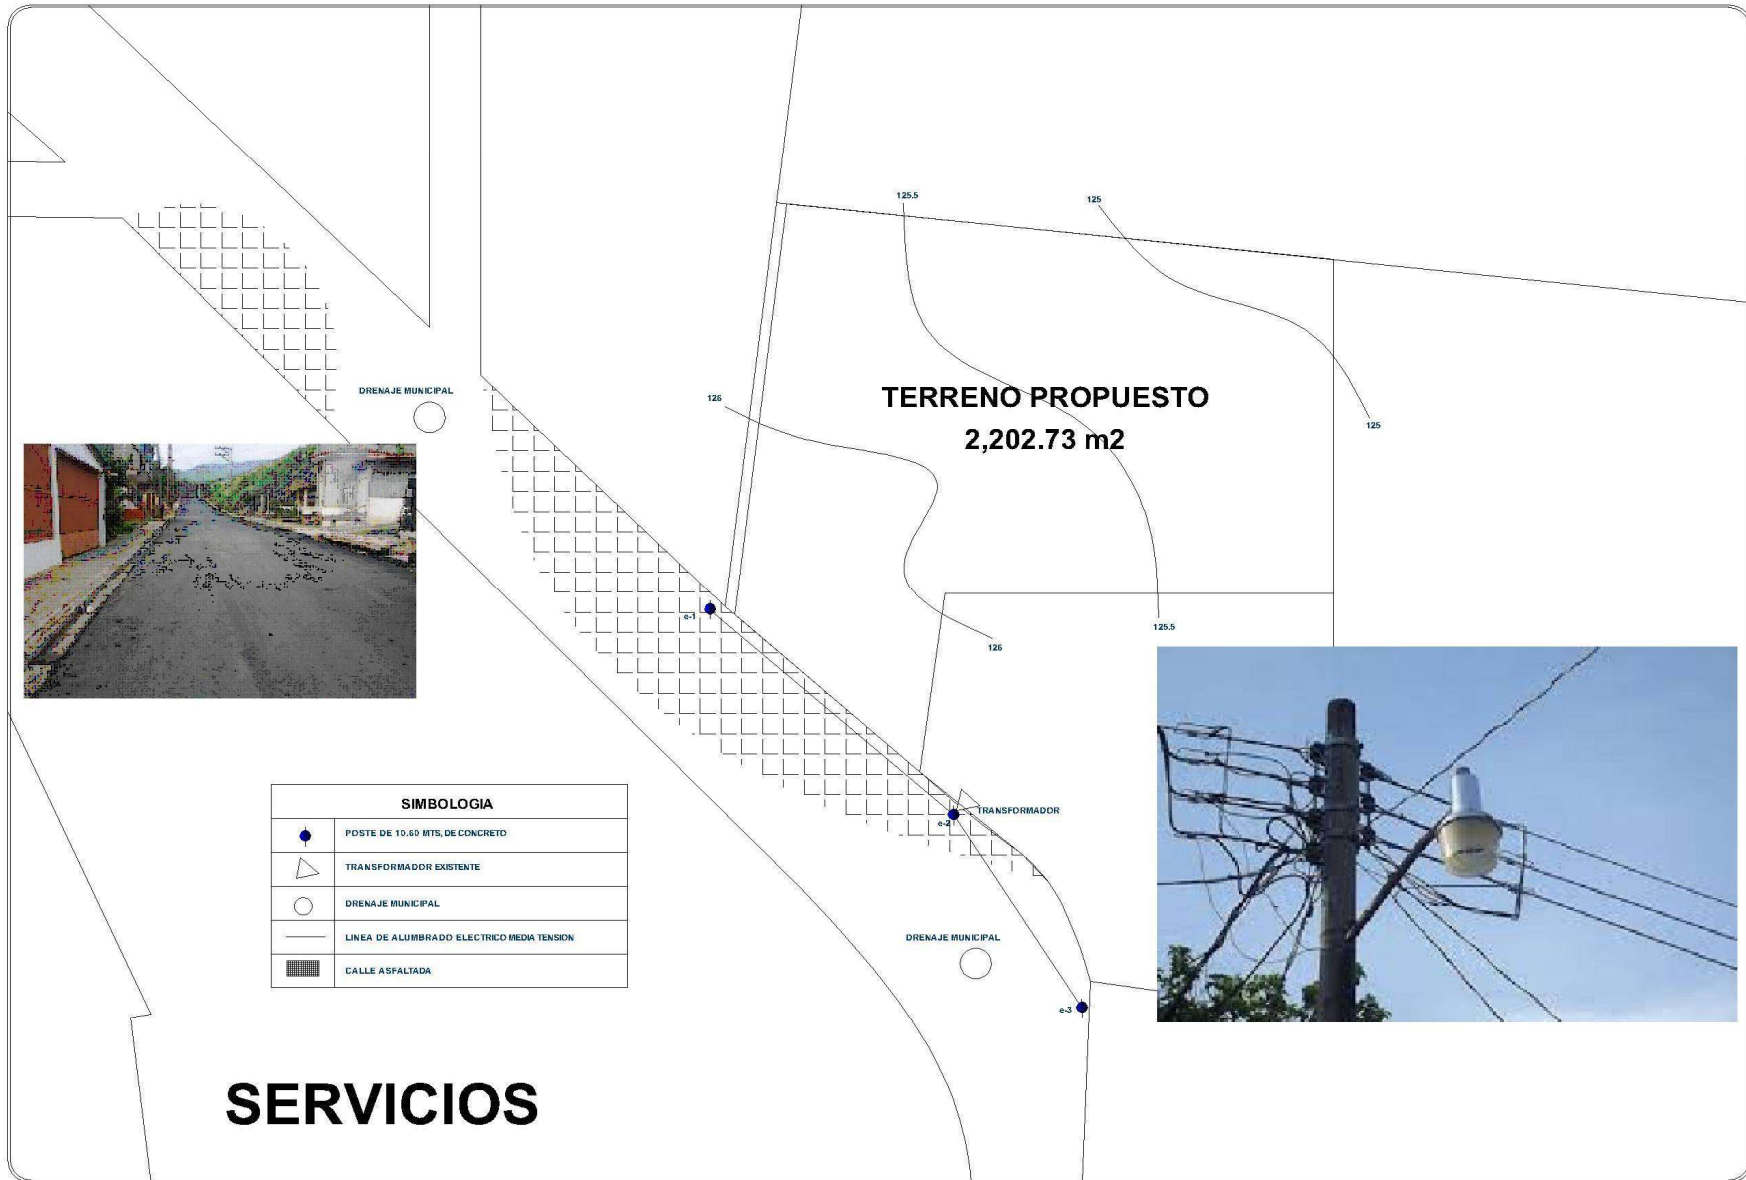 125.5
125
DRENAJE MUNICIPAL
126
TERRENO PROPUESTO
2,202.73 m2
125
e-1
125.5
126
TRANSFORMADOR
e-2
SIMBOLOGIA
POSTE DE 10.60 MTS, DE CONCRETO
TRANSFORMADOR EXISTENTE
DRENAJE MUNICIPAL
LINEA DE ALUMBRADO ELECTRICO MEDIA TENSION
CALLE ASFALTADA
DRENAJE MUNICIPAL
e-3
SERVICIOS